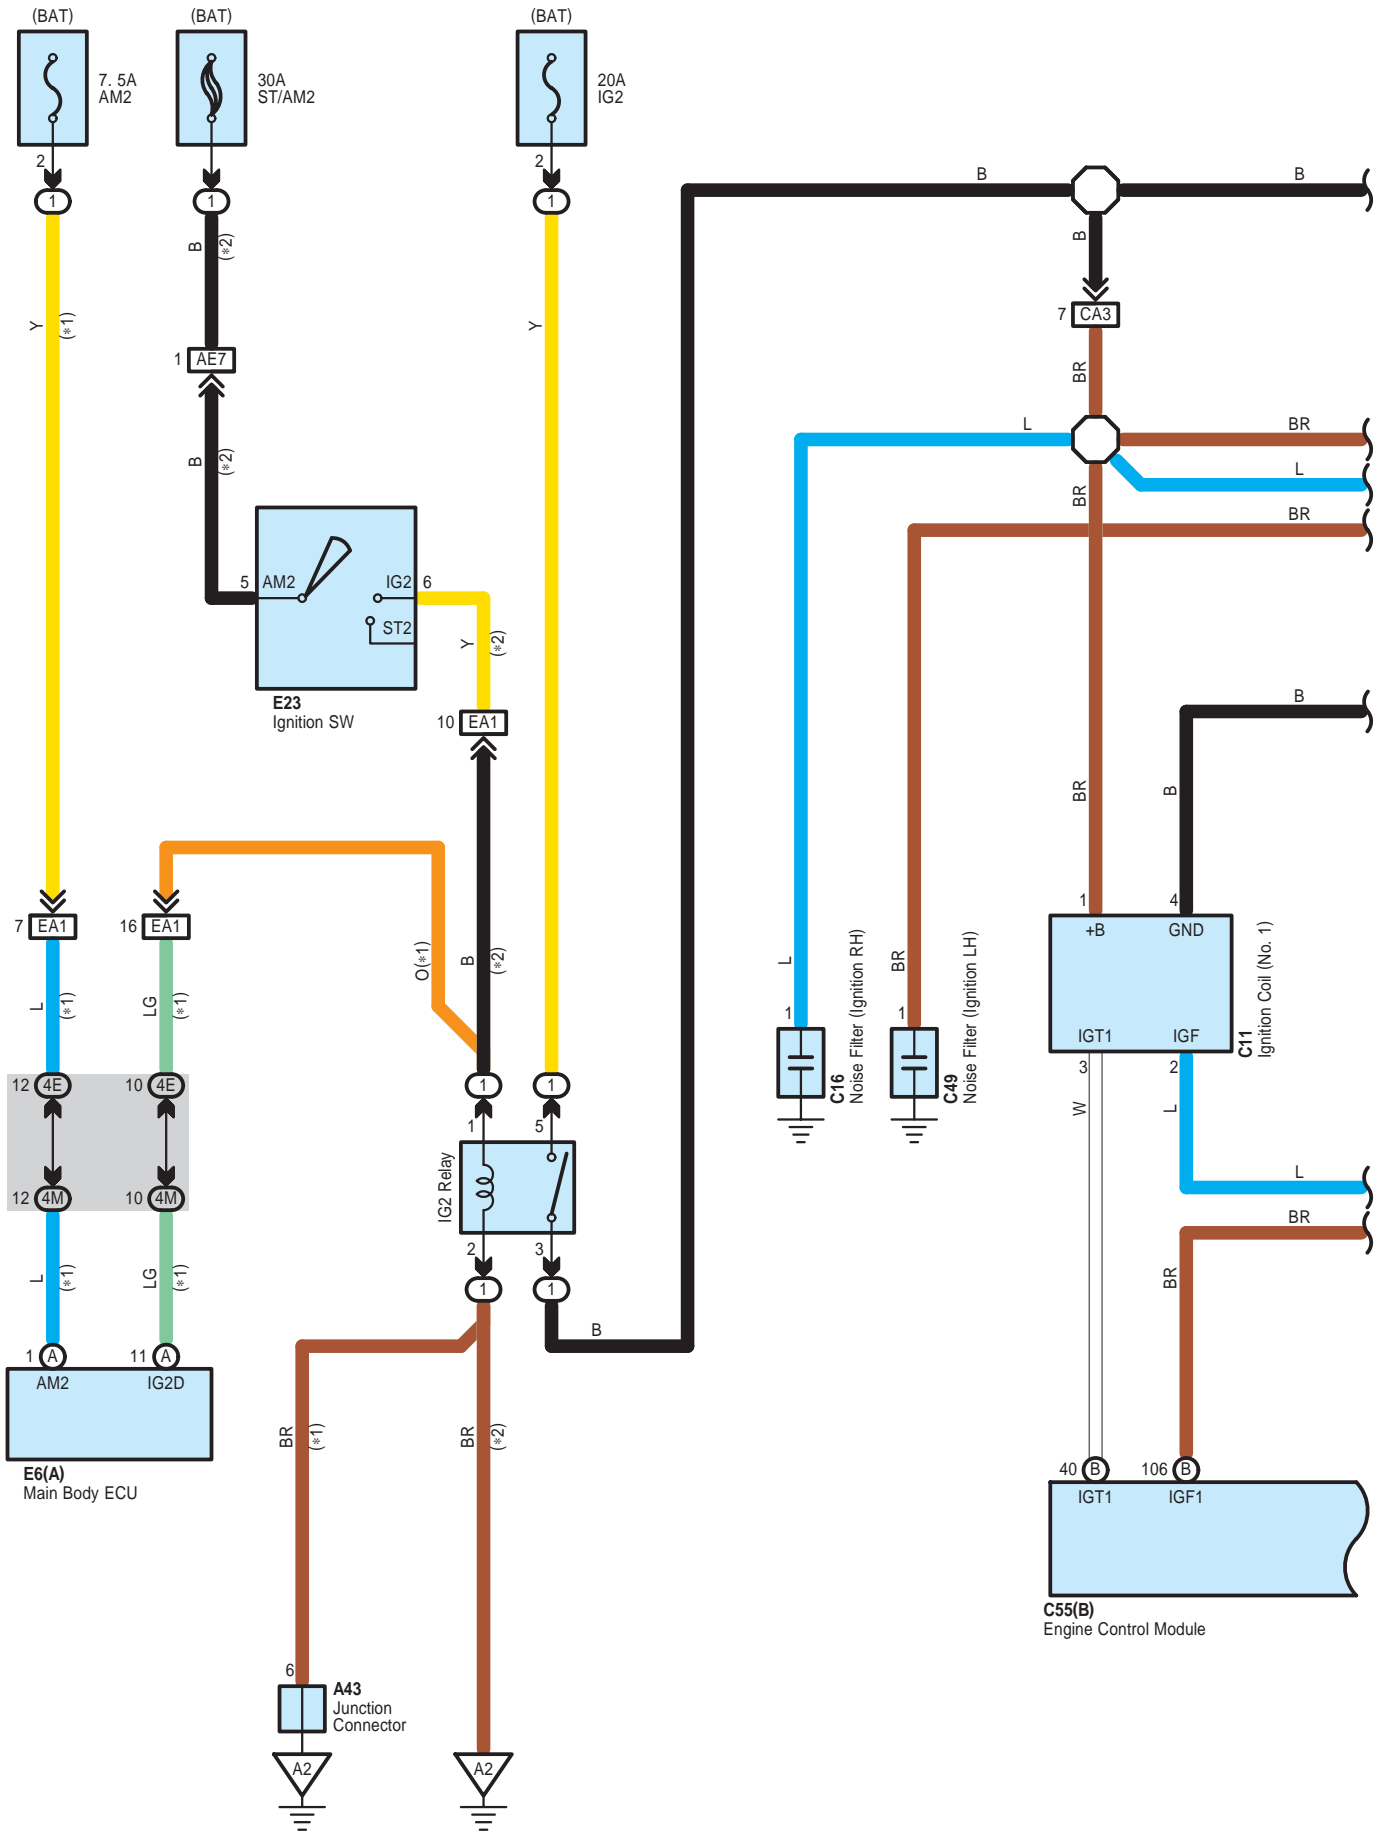 (BAT)
(BAT)
(BAT)
7. 5A
AM2
30A
ST/AM2
20A
IG2
2
2
1
1
1
B
B
B
(*2)
B
7
CA3
Y
(*1)
Y
1
AE7
BR
L
BR
B
(*2)
BR
L
BR
5
AM2
IG2
6
ST2
Y
(*2)
E23
Ignition SW
10
EA1
B
BR
B
1
4
+B
GND
7
EA1
16
EA1
O(*1)
B
(*2)
L
BR
L
(*1)
LG
(*1)
1
1
C16
Noise Filter (Ignition RH)
C49
Noise Filter (Ignition LH)
IGT1
IGF
C11
Ignition Coil (No. 1)
3
2
12
4E
10
4E
1
1
W
L
1
5
IG2 Relay
L
12
4M
10
4M
BR
2
3
L
(*1)
LG
(*1)
1
1
BR
B
1
A
11
A
AM2
IG2D
BR
(*1)
BR
(*2)
E6(A)
Main Body ECU
40
B
106
B
IGT1
IGF1
C55(B)
Engine Control Module
6
A43
Junction
Connector
A2
A2